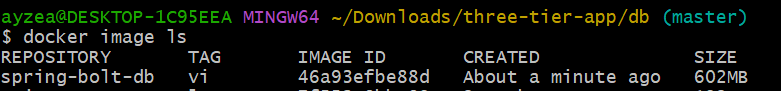 ayzea@DESKTOP-1C95EEA MINGW64 ~/Downloads/three-tier-app/db (master)
$ docker image ls
REPOSITORY TAG IMAGE ID CREATED SIZE
spring-bolt-db vi 46a93efbe88d About a minute ago 602MB